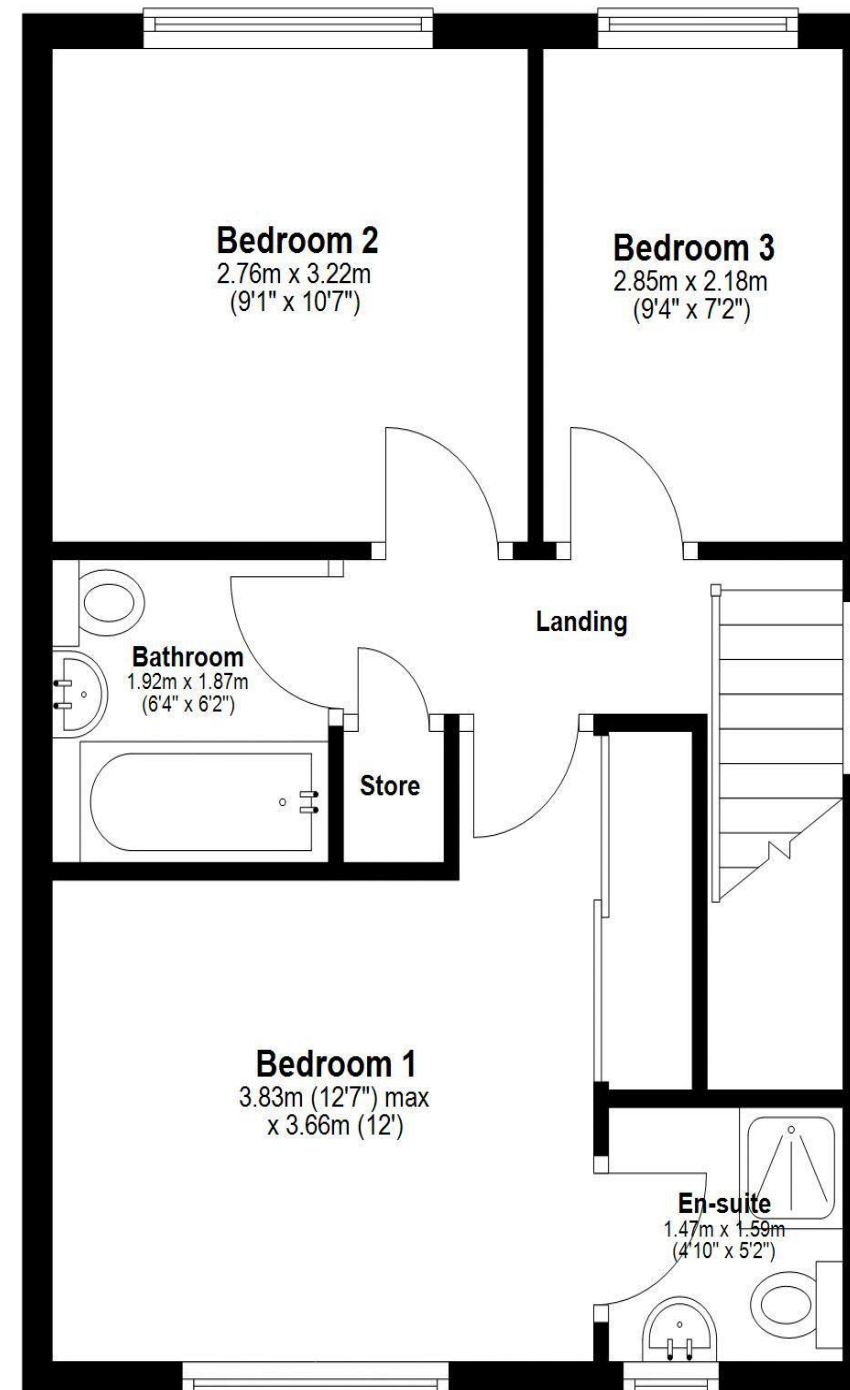 Bedroom 2
2.76m x 3.22m
(9'1" x 10'7")
Bedroom 3
2.85m x 2.18m
(9'4" x 7'2")
Landing
Bathroom
1.92m x 1.87m
(6'4" x 6'2")
Store
Bedroom 1
3.83m (12'7") max
x 3.66m (12')
En-suite
1.47m x 1.59m
(4'10" x 5'2")